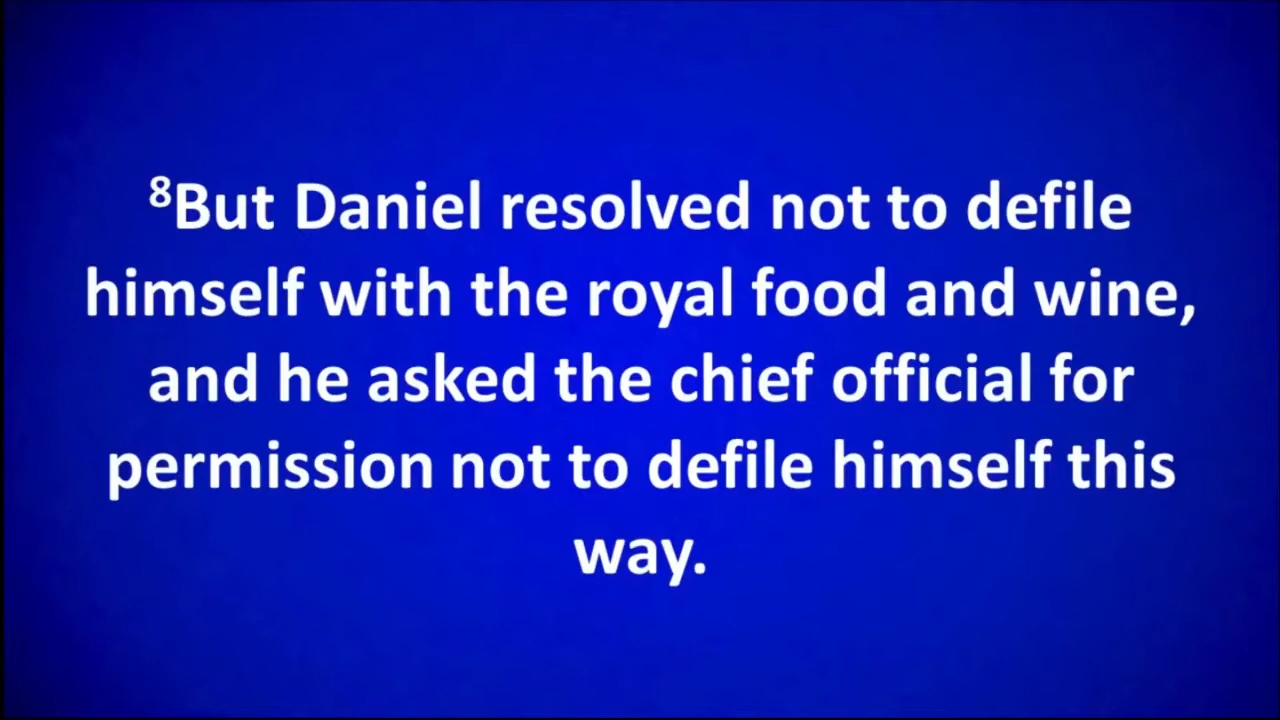 ⁸But Daniel resolved not to defile
himself with the royal food and wine,
and he asked the chief official for
permission not to defile himself this
way.